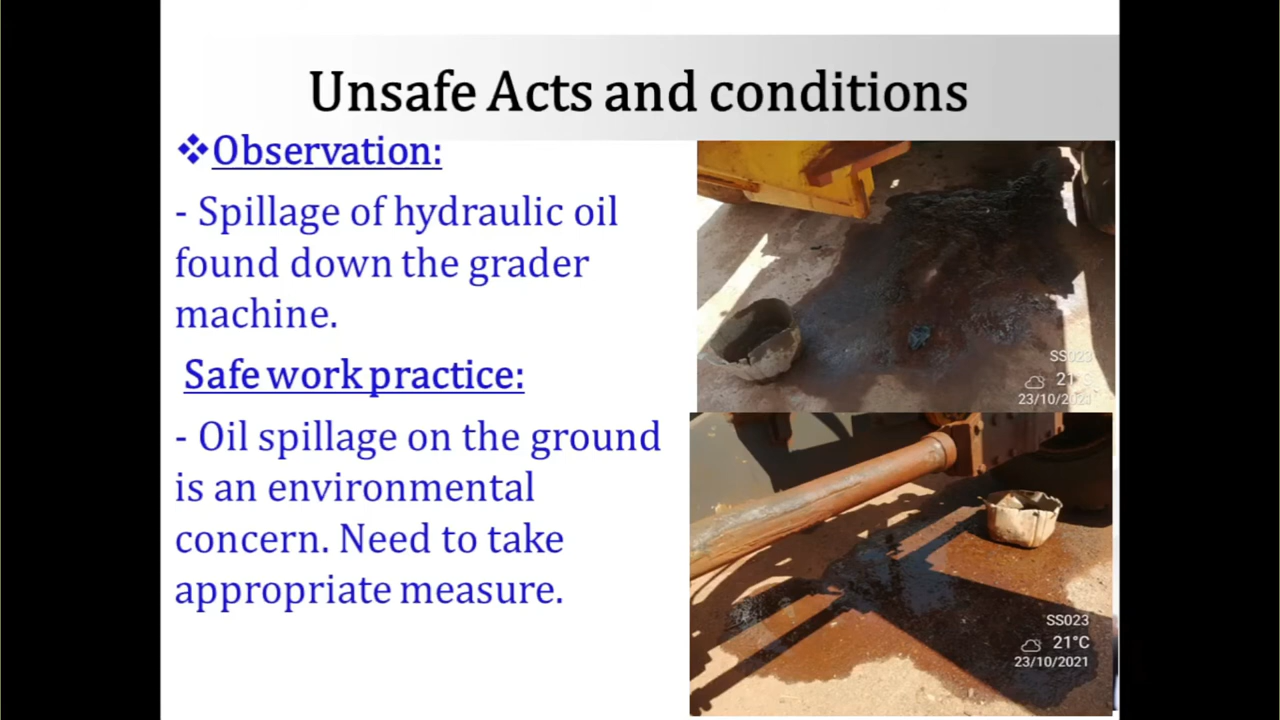 Unsafe Acts and conditions
❖Observation:
- Spillage of hydraulic oil
found down the grader
machine.
Safe work practice:
- Oil spillage on the ground
is an environmental
concern. Need to take
appropriate measure.
SS023
21°C
23/10/2021
SS023
21°C
23/10/2021